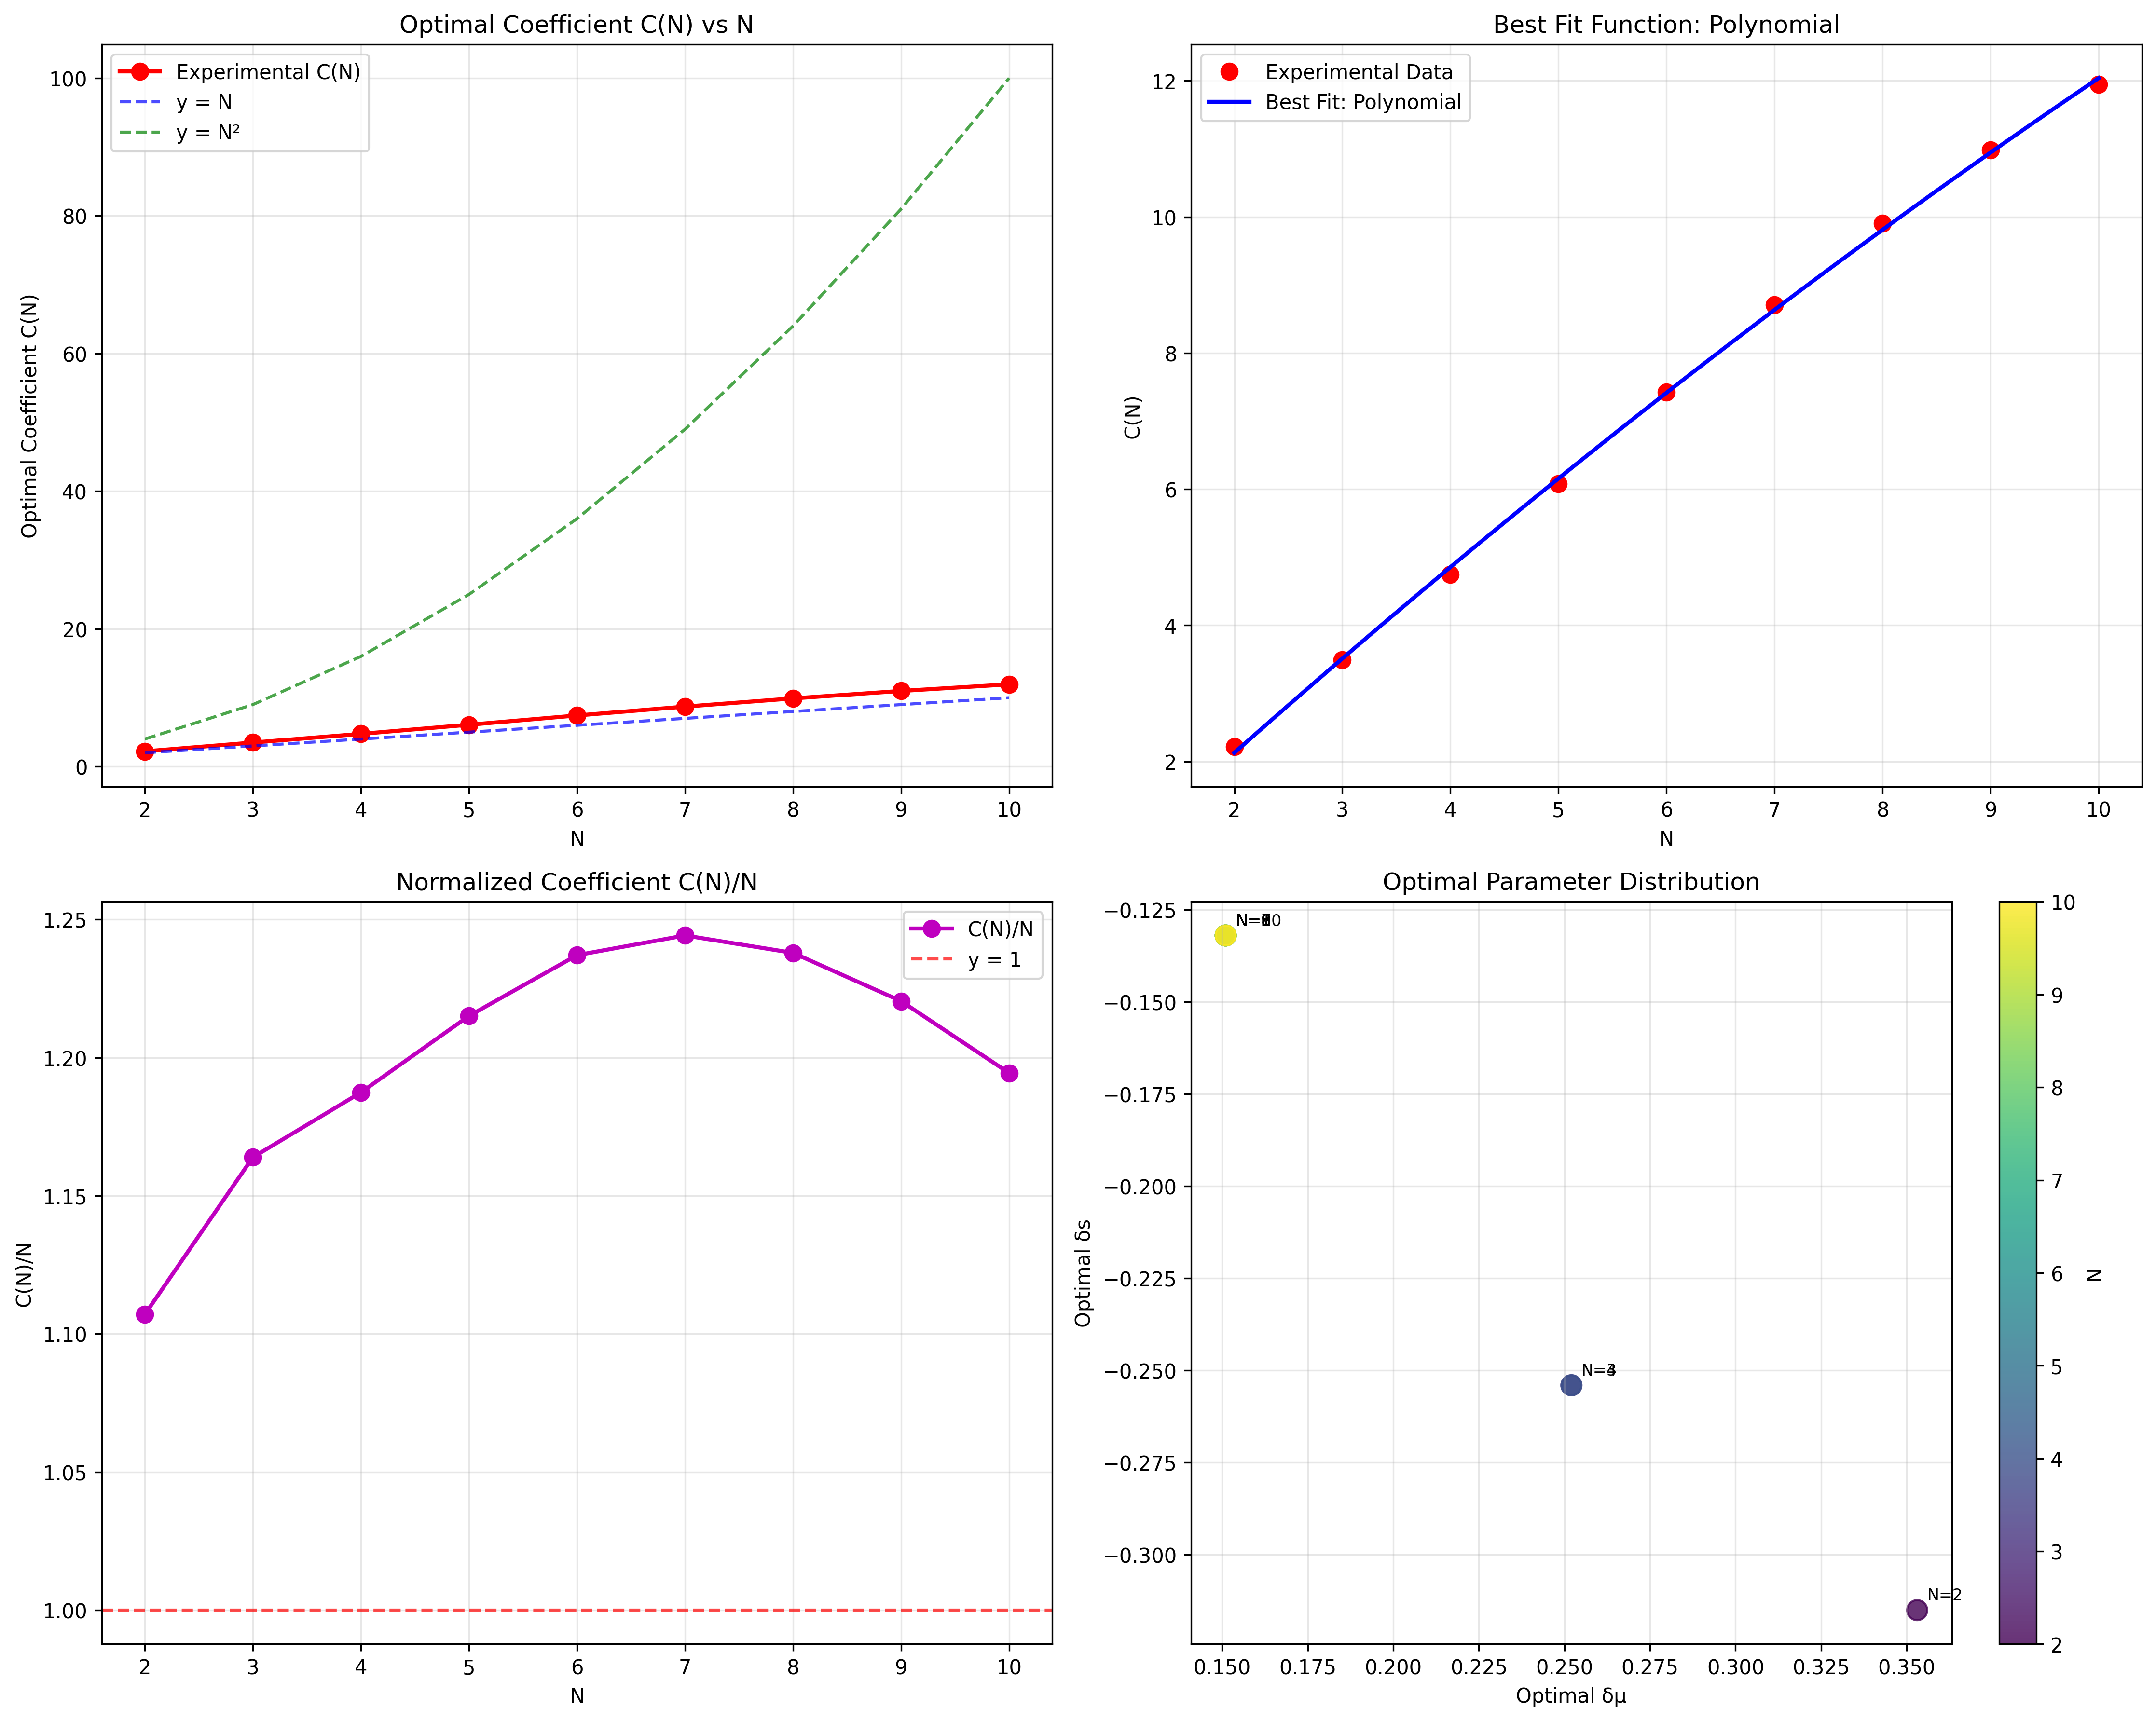 Optimal Coefficient C(N) vs N
Experimental C(N)
y = N
y = N²
100
80
60
40
20
0
Optimal Coefficient C(N)
2 3 4 5 6 7 8 9 10
N
Best Fit Function: Polynomial
Experimental Data
Best Fit: Polynomial
12
10
8
6
4
2
C(N)
2 3 4 5 6 7 8 9 10
N
Normalized Coefficient C(N)/N
C(N)/N
y = 1
1.25
1.20
1.15
1.10
1.05
1.00
C(N)/N
2 3 4 5 6 7 8 9 10
N
Optimal Parameter Distribution
−0.125
−0.150
−0.175
−0.200
−0.225
−0.250
−0.275
−0.300
Optimal δs
N=2
0.150 0.175 0.200 0.225 0.250 0.275 0.300 0.325 0.350
Optimal δμ
10
9
8
7
6
5
4
3
2
N